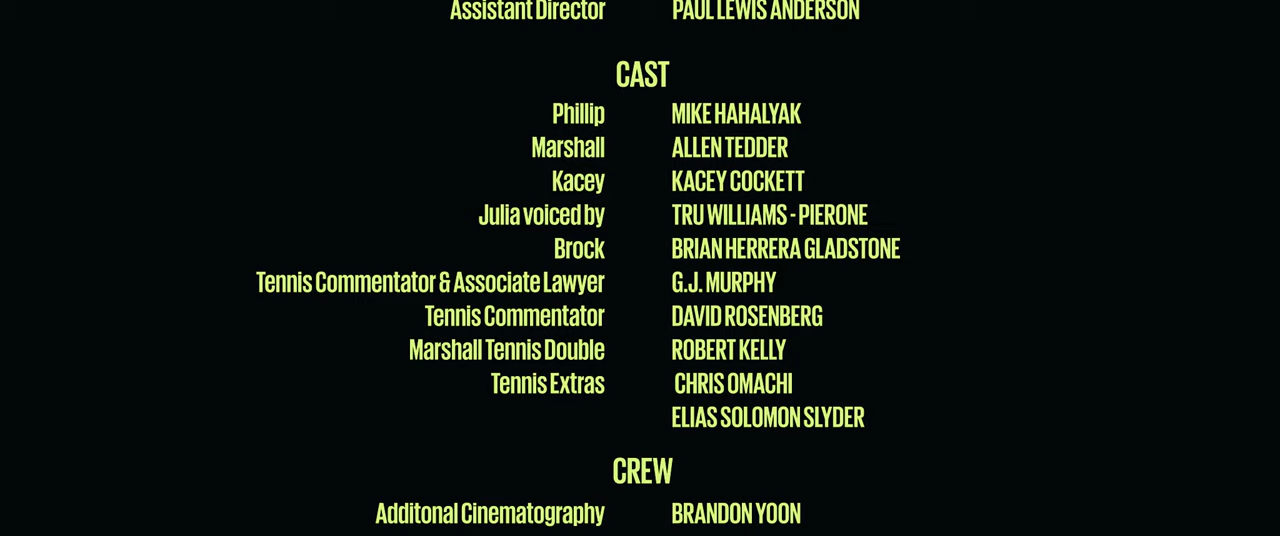 Assistant Director PAUL LEWIS ANDERSON
CAST
Phillip MIKE HAHALYAK
Marshall ALLEN TEDDER
Kacey KACEY COCKETT
Julia voiced by TRU WILLIAMS - PIERONE
Brock BRIAN HERRERA GLADSTONE
Tennis Commentator & Associate Lawyer G.J. MURPHY
Tennis Commentator DAVID ROSENBERG
Marshall Tennis Double ROBERT KELLY
Tennis Extras CHRIS OMACHI
ELIAS SOLOMON SLYDER
CREW
Additonal Cinematography BRANDON YOON